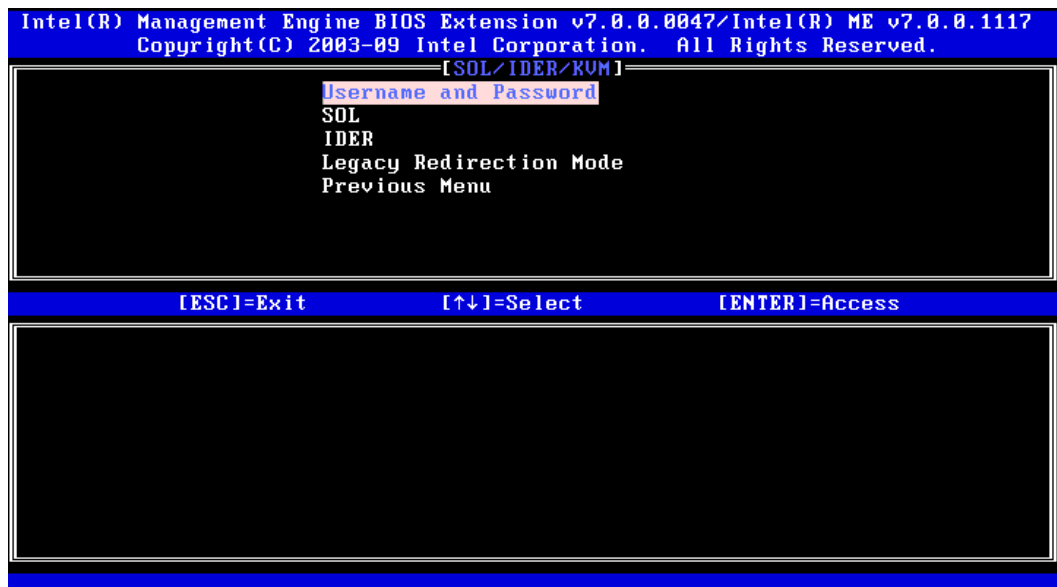 Intel(R) Management Engine BIOS Extension v7.0.0.0047/Intel(R) ME v7.0.0.1117
Copyright(C) 2003-09 Intel Corporation. All Rights Reserved.
[SOL/IDER/KVM]
Username and Password
SOL
IDER
Legacy Redirection Mode
Previous Menu
[ESC]=Exit [↑↓]=Select [ENTER]=Access